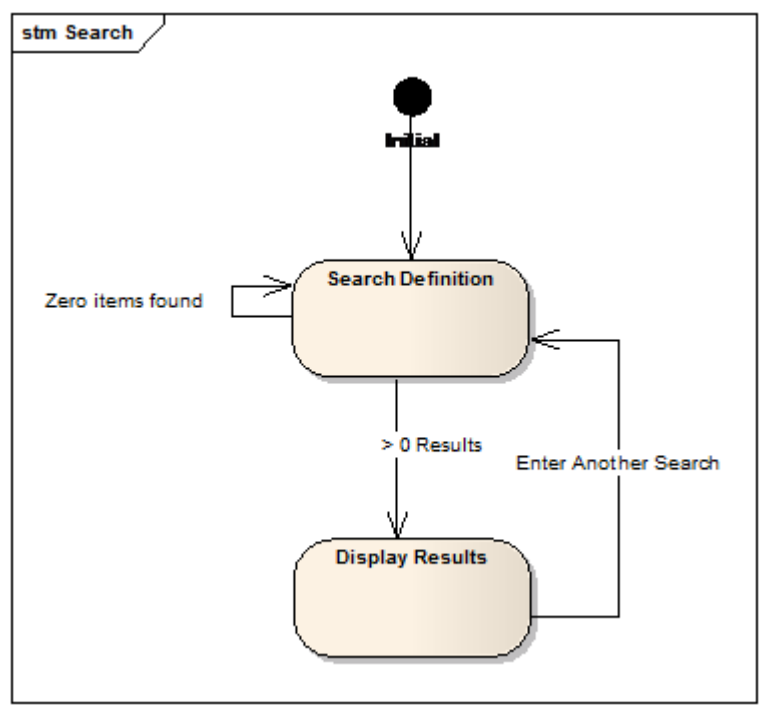 stm Search
Initial
Search Definition
Zero items found
> 0 Results
Enter Another Search
Display Results